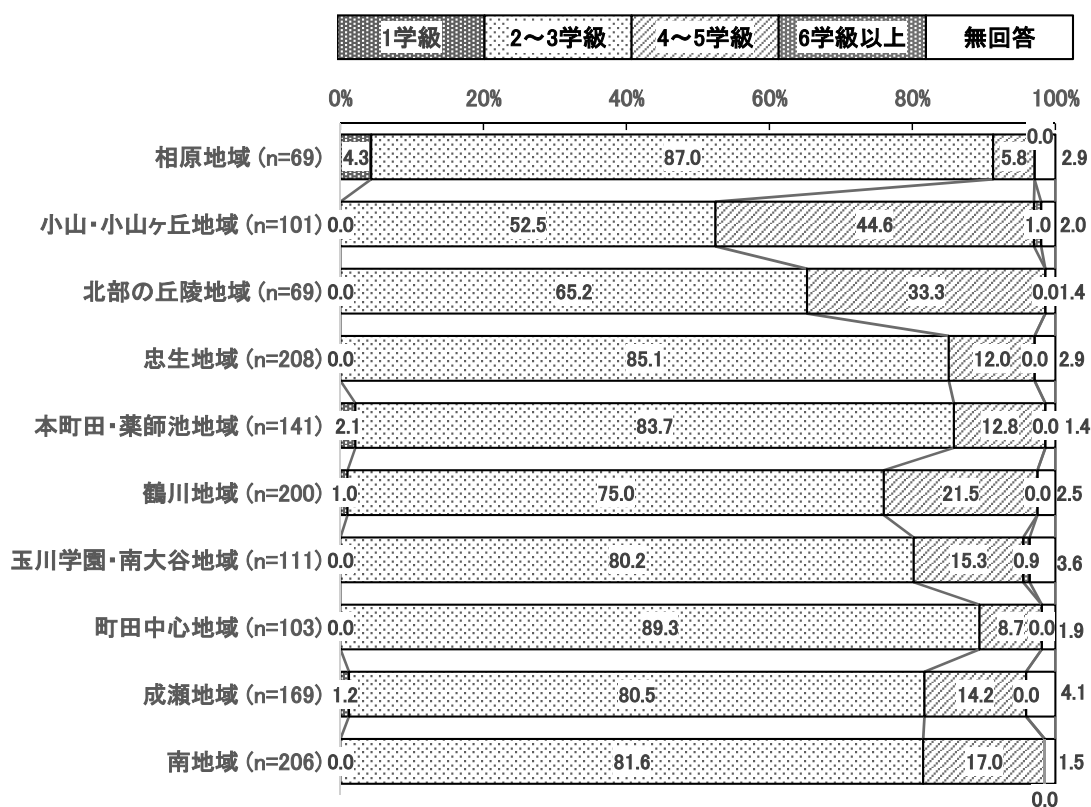 1学級 2～3学級 4～5学級 6学級以上 無回答
0% 20% 40% 60% 80% 100%
相原地域 (n=69) 4.3 87.0 5.8 0.0 2.9
小山・小山ヶ丘地域 (n=101) 0.0 52.5 44.6 1.0 2.0
北部の丘陵地域 (n=69) 0.0 65.2 33.3 0.0 1.4
忠生地域 (n=208) 0.0 85.1 12.0 0.0 2.9
本町田・薬師池地域 (n=141) 2.1 83.7 12.8 0.0 1.4
鶴川地域 (n=200) 1.0 75.0 21.5 0.0 2.5
玉川学園・南大谷地域 (n=111) 0.0 80.2 15.3 0.9 3.6
町田中心地域 (n=103) 0.0 89.3 8.7 0.0 1.9
成瀬地域 (n=169) 1.2 80.5 14.2 0.0 4.1
南地域 (n=206) 0.0 81.6 17.0 0.0 1.5